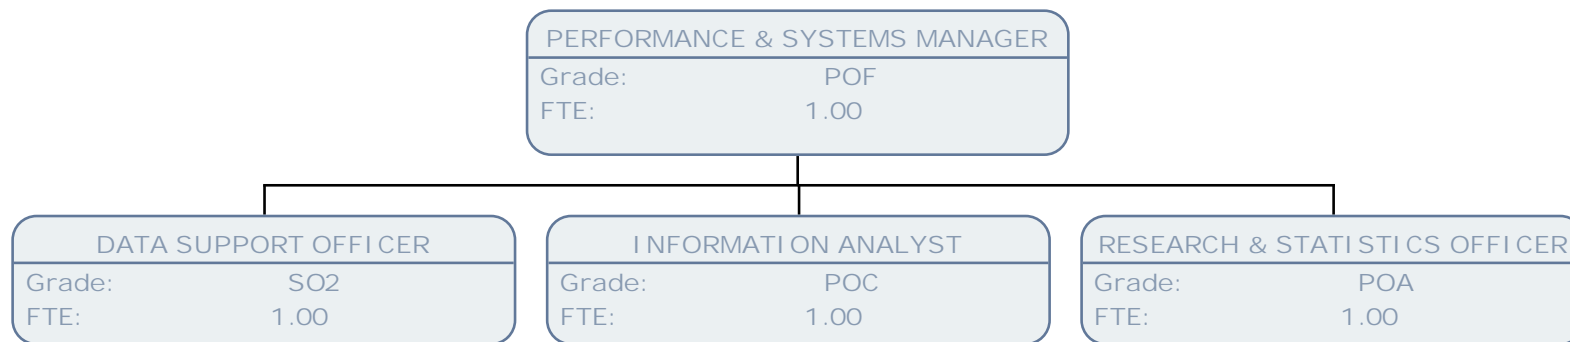 PERFORMANCE & SYSTEMS MANAGER
Grade: POF
FTE: 1.00
DATA SUPPORT OFFICER
Grade: SO2
FTE: 1.00
INFORMATION ANALYST
Grade: POC
FTE: 1.00
RESEARCH & STATISTICS OFFICER
Grade: POA
FTE: 1.00